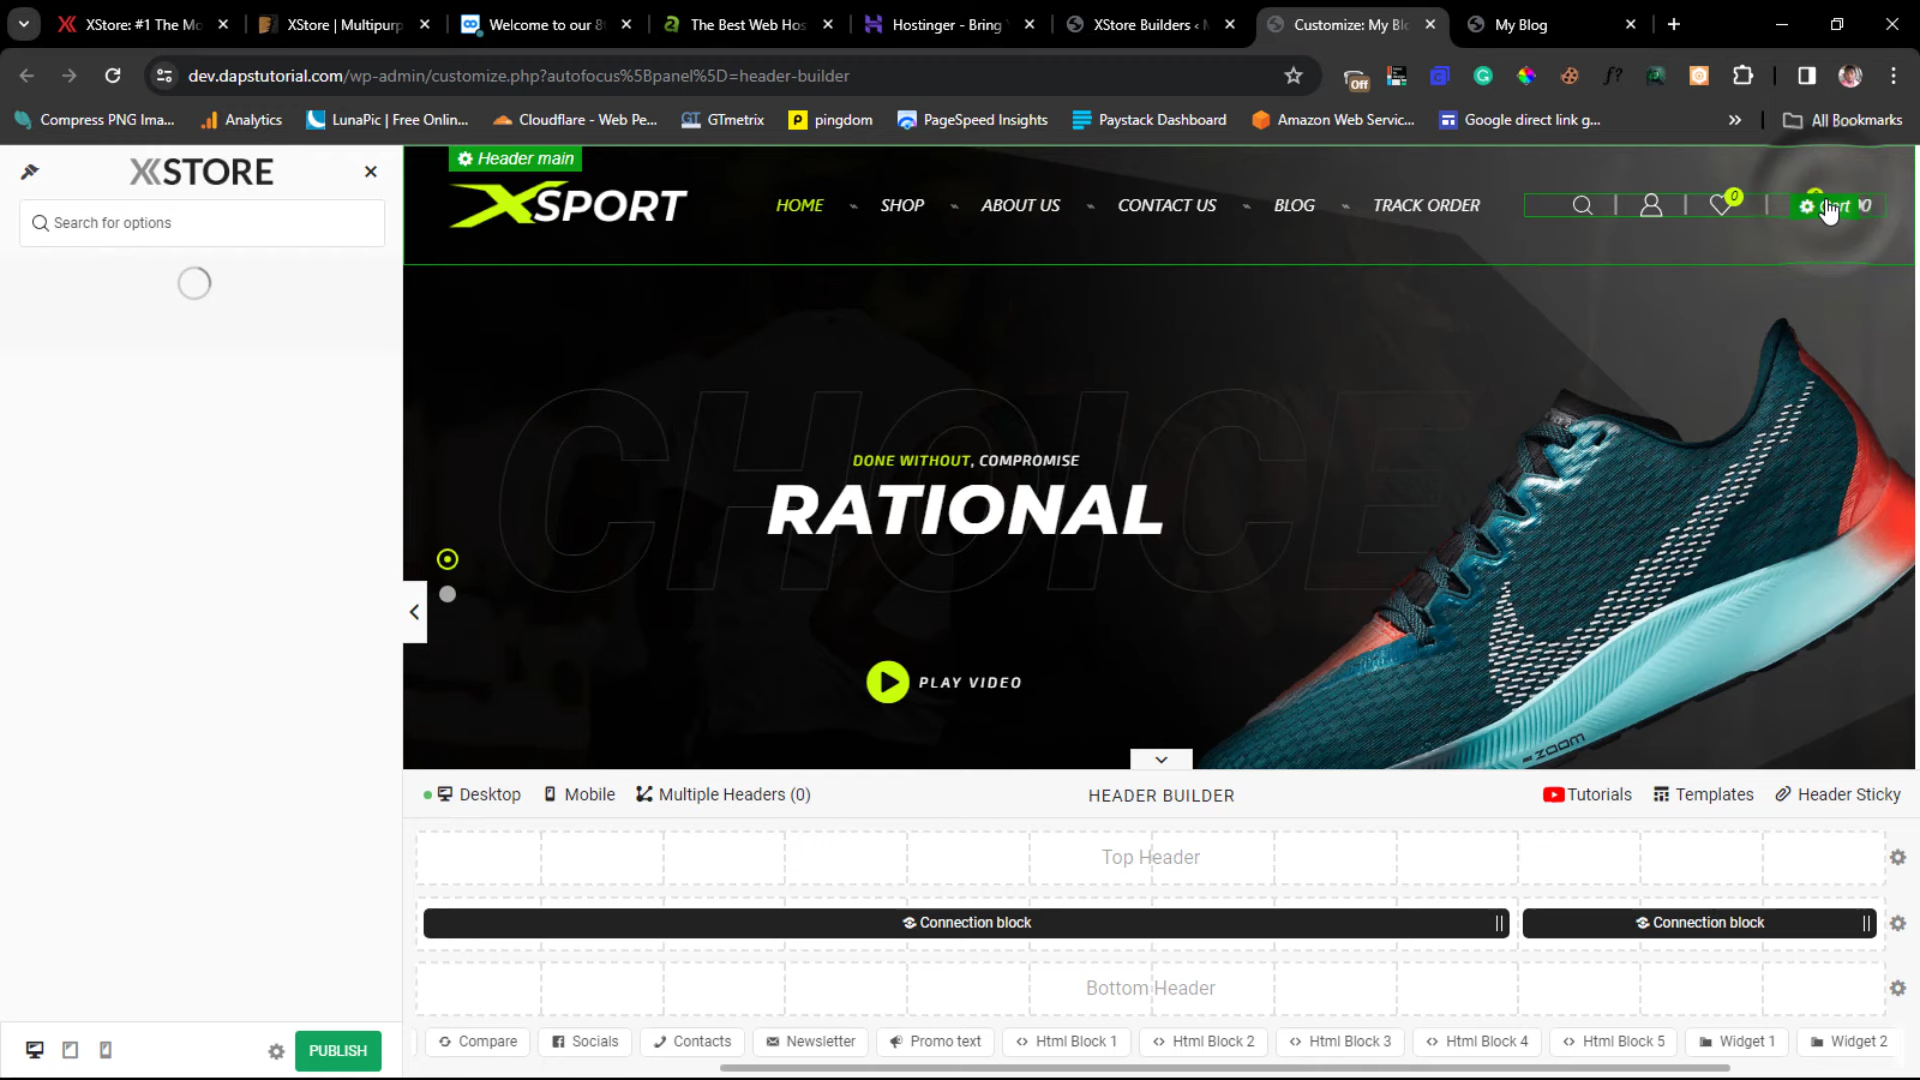 XStore: #1 The Mo
XStore | Multipurp
Welcome to our 8
The Best Web Hos
Hostinger - Bring
XStore Builders ‹
Customize: My Bl
My Blog
dev.dapstutorial.com/wp-admin/customize.php?autofocus%5Bpanel%5D=header-builder
Off
f?
Compress PNG Ima...
Analytics
LunaPic | Free Onlin...
Cloudflare - Web Pe...
GT GTmetrix
pingdom
PageSpeed Insights
Paystack Dashboard
Amazon Web Servic...
Google direct link g...
»
All Bookmarks
XSTORE
Search for options
Header main
XSPORT
HOME
SHOP
ABOUT US
CONTACT US
BLOG
TRACK ORDER
0
CHOICE
DONE WITHOUT, COMPROMISE
RATIONAL
PLAY VIDEO
ZOOM
Desktop
Mobile
Multiple Headers (0)
HEADER BUILDER
Tutorials
Templates
Header Sticky
Top Header
Connection block
Connection block
Bottom Header
Compare
Socials
Contacts
Newsletter
Promo text
Html Block 1
Html Block 2
Html Block 3
Html Block 4
Html Block 5
Widget 1
Widget 2
PUBLISH